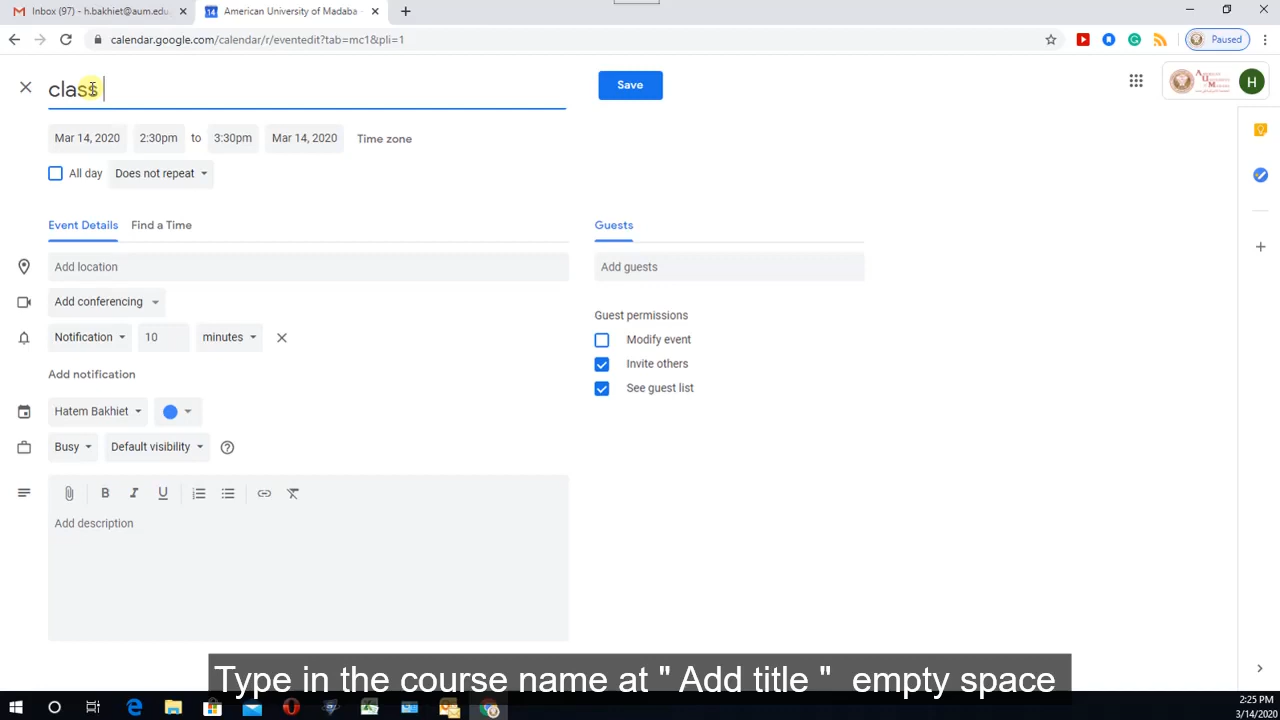 Inbox (97) - h.bakhiet@aum.edu.
American University of Madaba -
calendar.google.com/calendar/r/eventedit?tab=mc1&pli=1
Paused
class
Save
H
Mar 14, 2020 2:30pm to 3:30pm Mar 14, 2020 Time zone
All day Does not repeat
Event Details Find a Time
Guests
Add location
Add guests
Add conferencing
Guest permissions
Notification 10 minutes
Modify event
Invite others
Add notification
See guest list
Hatem Bakhiet
Busy Default visibility
B I U
Add description
Type in the course name at " Add title " empty space
2:25 PM
3/14/2020